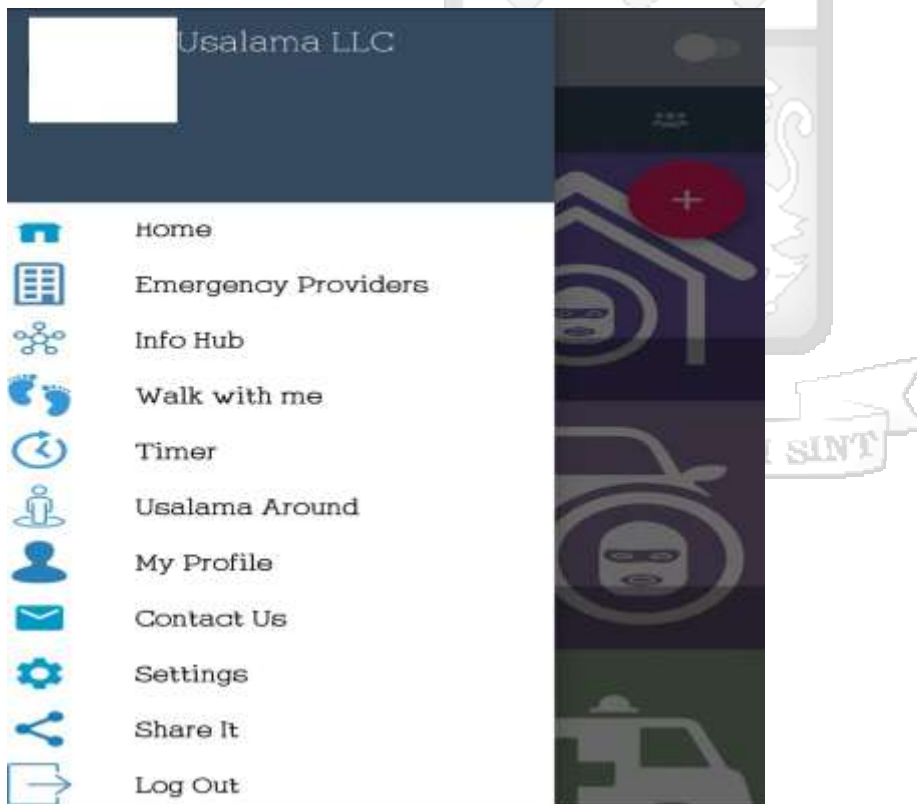 Usalama LLC
Home
Emergency Providers
Info Hub
Walk with me
Timer
Usalama Around
My Profile
Contact Us
Settings
Share It
Log Out
SINT